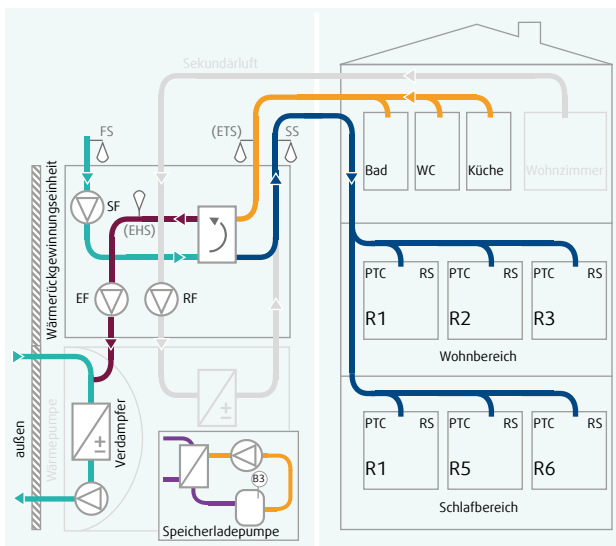 Sekundärluft
FS
(ETS)
SS
Bad
WC
Küche
Wohnzimmer
Wärmerückgewinnungseinheit
SF
(EHS)
EF
RF
PTC RS
PTC RS
PTC RS
R1
R2
R3
Wohnbereich
außen
Wärmepumpe
Verdampfer
±
±
B3
Speicherladepumpe
PTC RS
PTC RS
PTC RS
R1
R5
R6
Schlafbereich